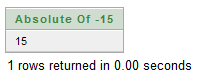 Absolute Of -15
15
1 rows returned in 0.00 seconds